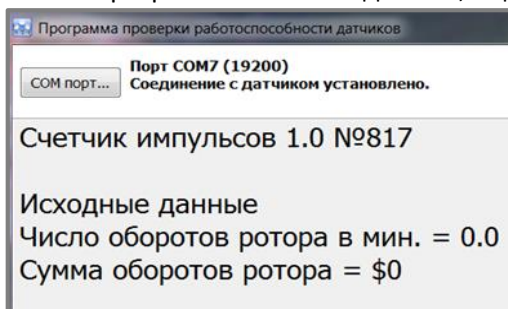 Программа проверки работоспособности датчиков
COM порт...
Порт COM7 (19200)
Соединение с датчиком установлено.
Счетчик импульсов 1.0 №817
Исходные данные
Число оборотов ротора в мин. = 0.0
Сумма оборотов ротора = $0